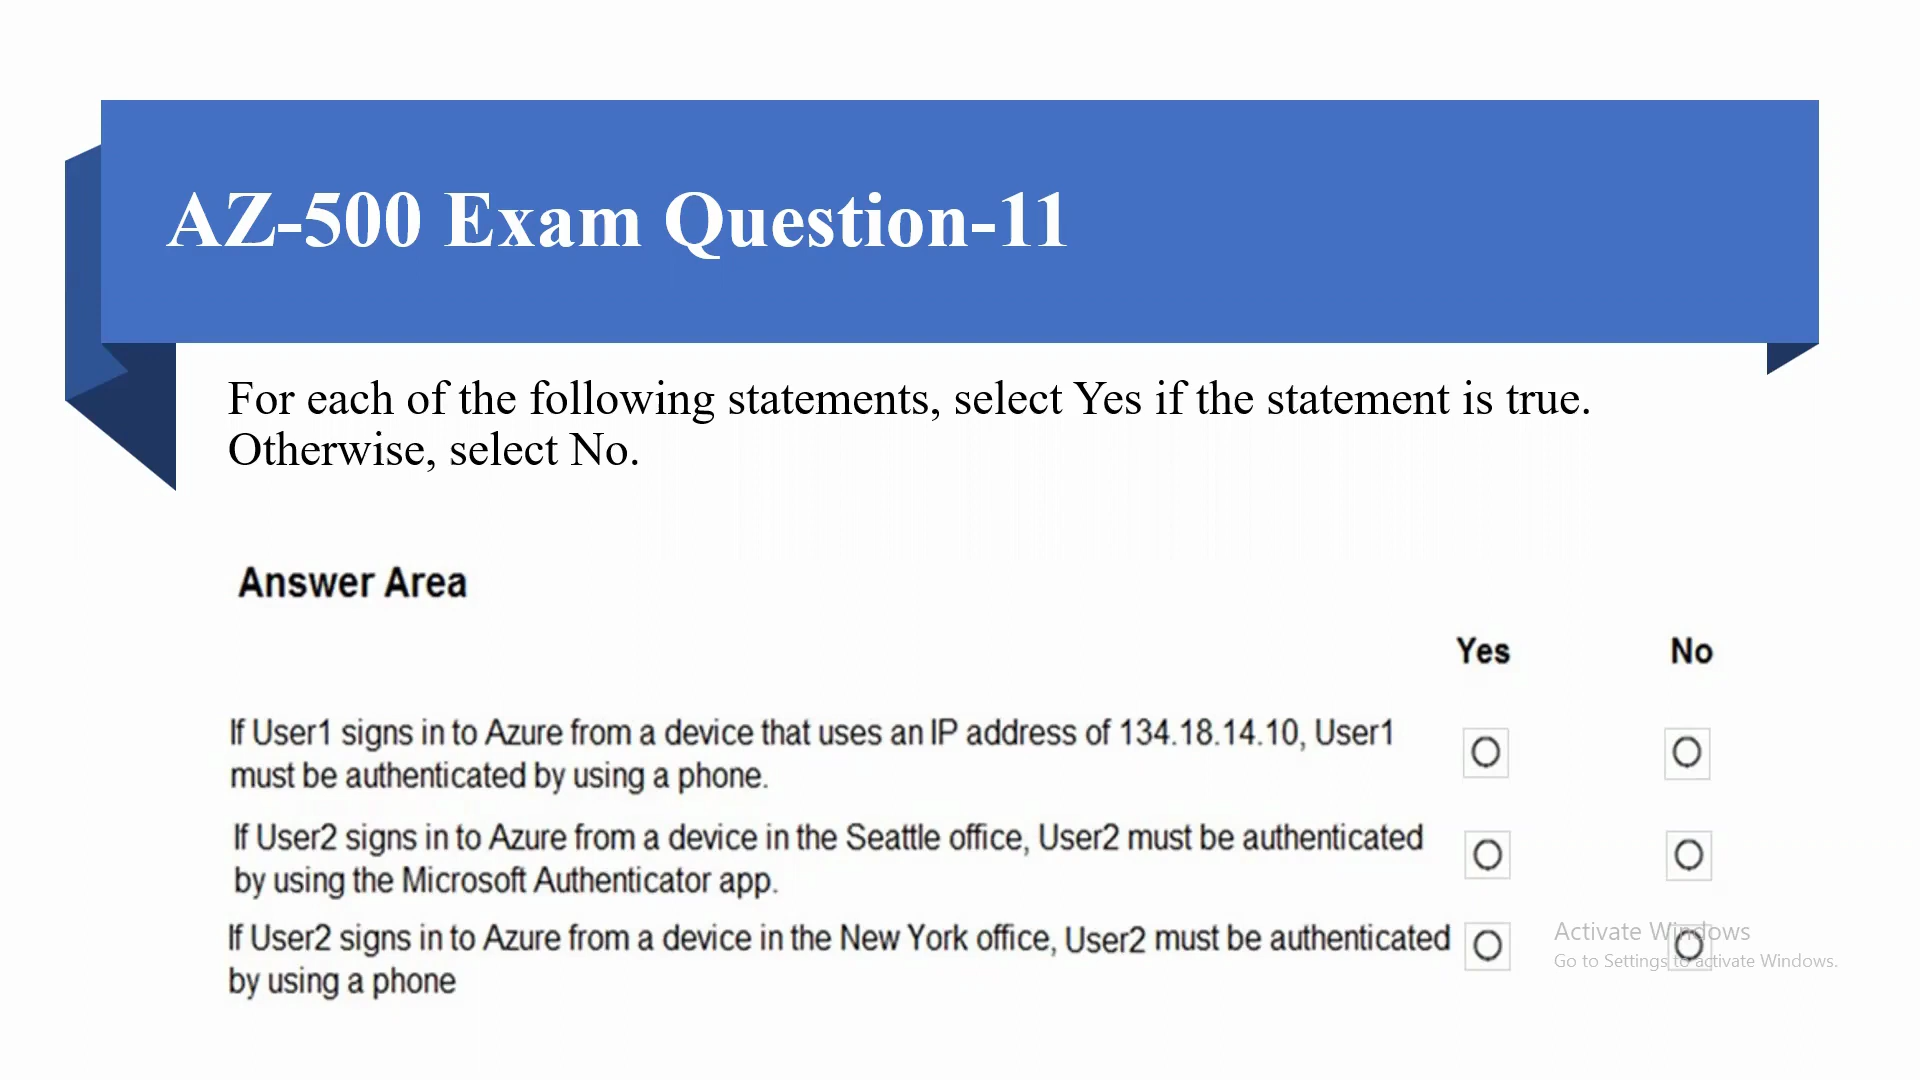 AZ-500 Exam Question-11
For each of the following statements, select Yes if the statement is true.
Otherwise, select No.
Answer Area
Yes No
If User1 signs in to Azure from a device that uses an IP address of 134.18.14.10, User1
must be authenticated by using a phone.
If User2 signs in to Azure from a device in the Seattle office, User2 must be authenticated
by using the Microsoft Authenticator app.
If User2 signs in to Azure from a device in the New York office, User2 must be authenticated
by using a phone
Activate Windows
Go to Settings to activate Windows.